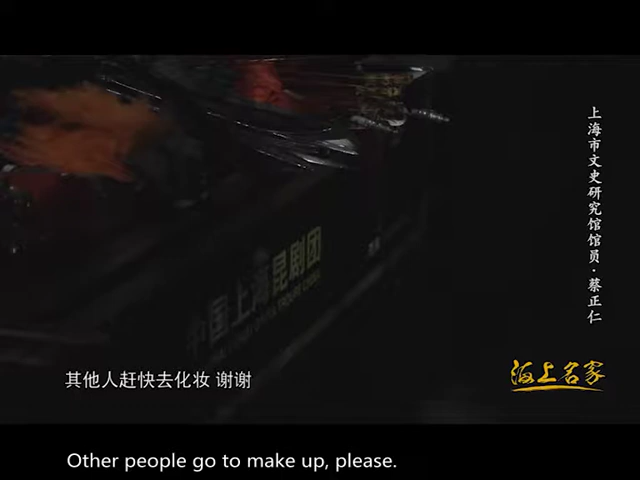 上海市文史研究馆馆员·蔡正仁
中国上海昆剧团
其他人赶快去化妆 谢谢
海上名家
Other people go to make up, please.